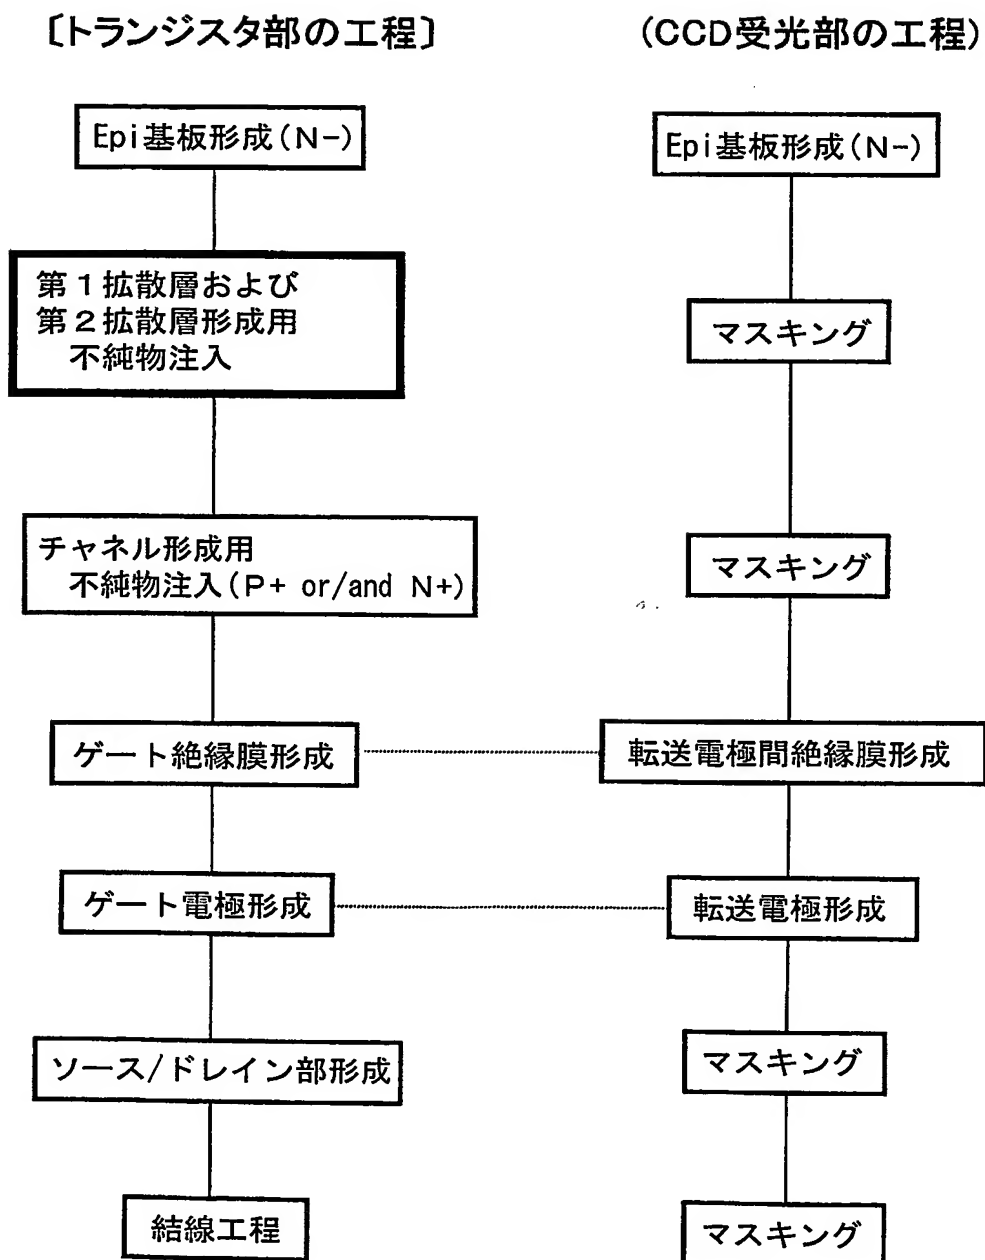 〔トランジスタ部の工程〕
Epi基板形成(N-)
第1拡散層および
第2拡散層形成用
不純物注入
チャネル形成用
不純物注入(P+ or/and N+)
ゲート絶縁膜形成
ゲート電極形成
ソース/ドレイン部形成
結線工程
(CCD受光部の工程)
Epi基板形成(N-)
マスキング
マスキング
転送電極間絶縁膜形成
転送電極形成
マスキング
マスキング